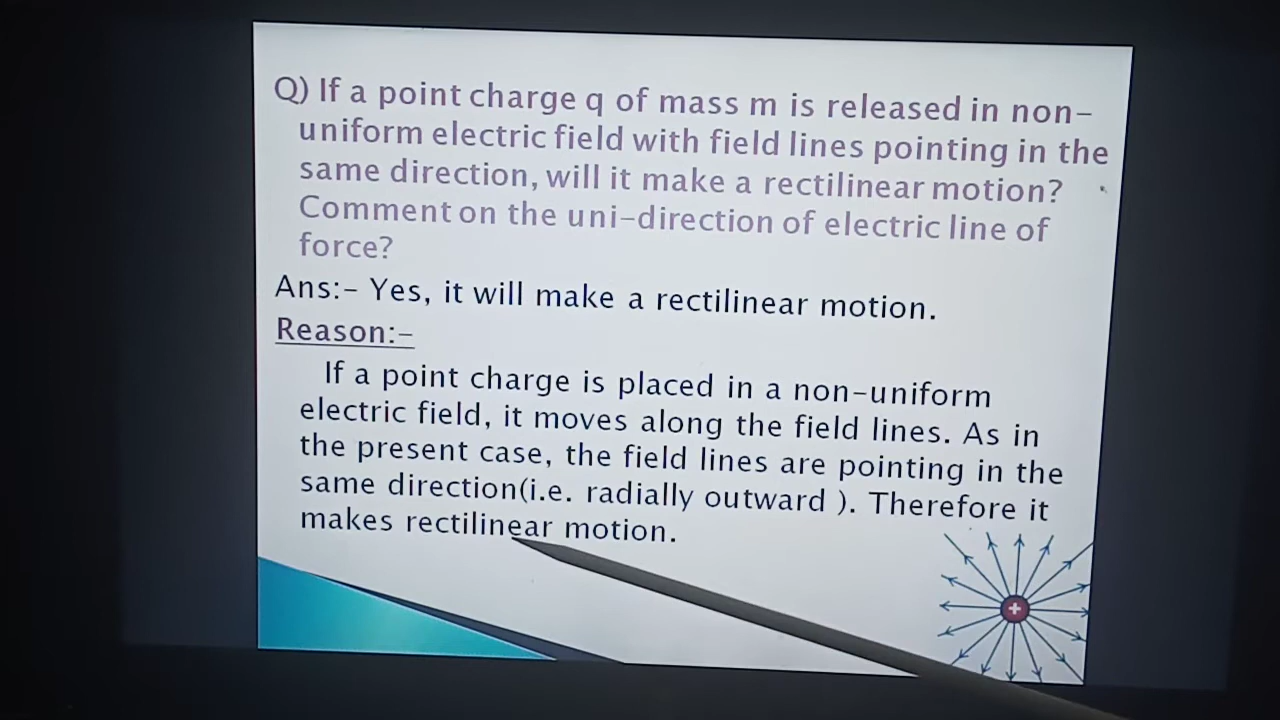 Q) If a point charge q of mass m is released in non-
uniform electric field with field lines pointing in the
same direction, will it make a rectilinear motion?
Comment on the uni-direction of electric line of
force?
Ans:- Yes, it will make a rectilinear motion.
Reason:-
If a point charge is placed in a non-uniform
electric field, it moves along the field lines. As in
the present case, the field lines are pointing in the
same direction(i.e. radially outward ). Therefore it
makes rectilinear motion.
+